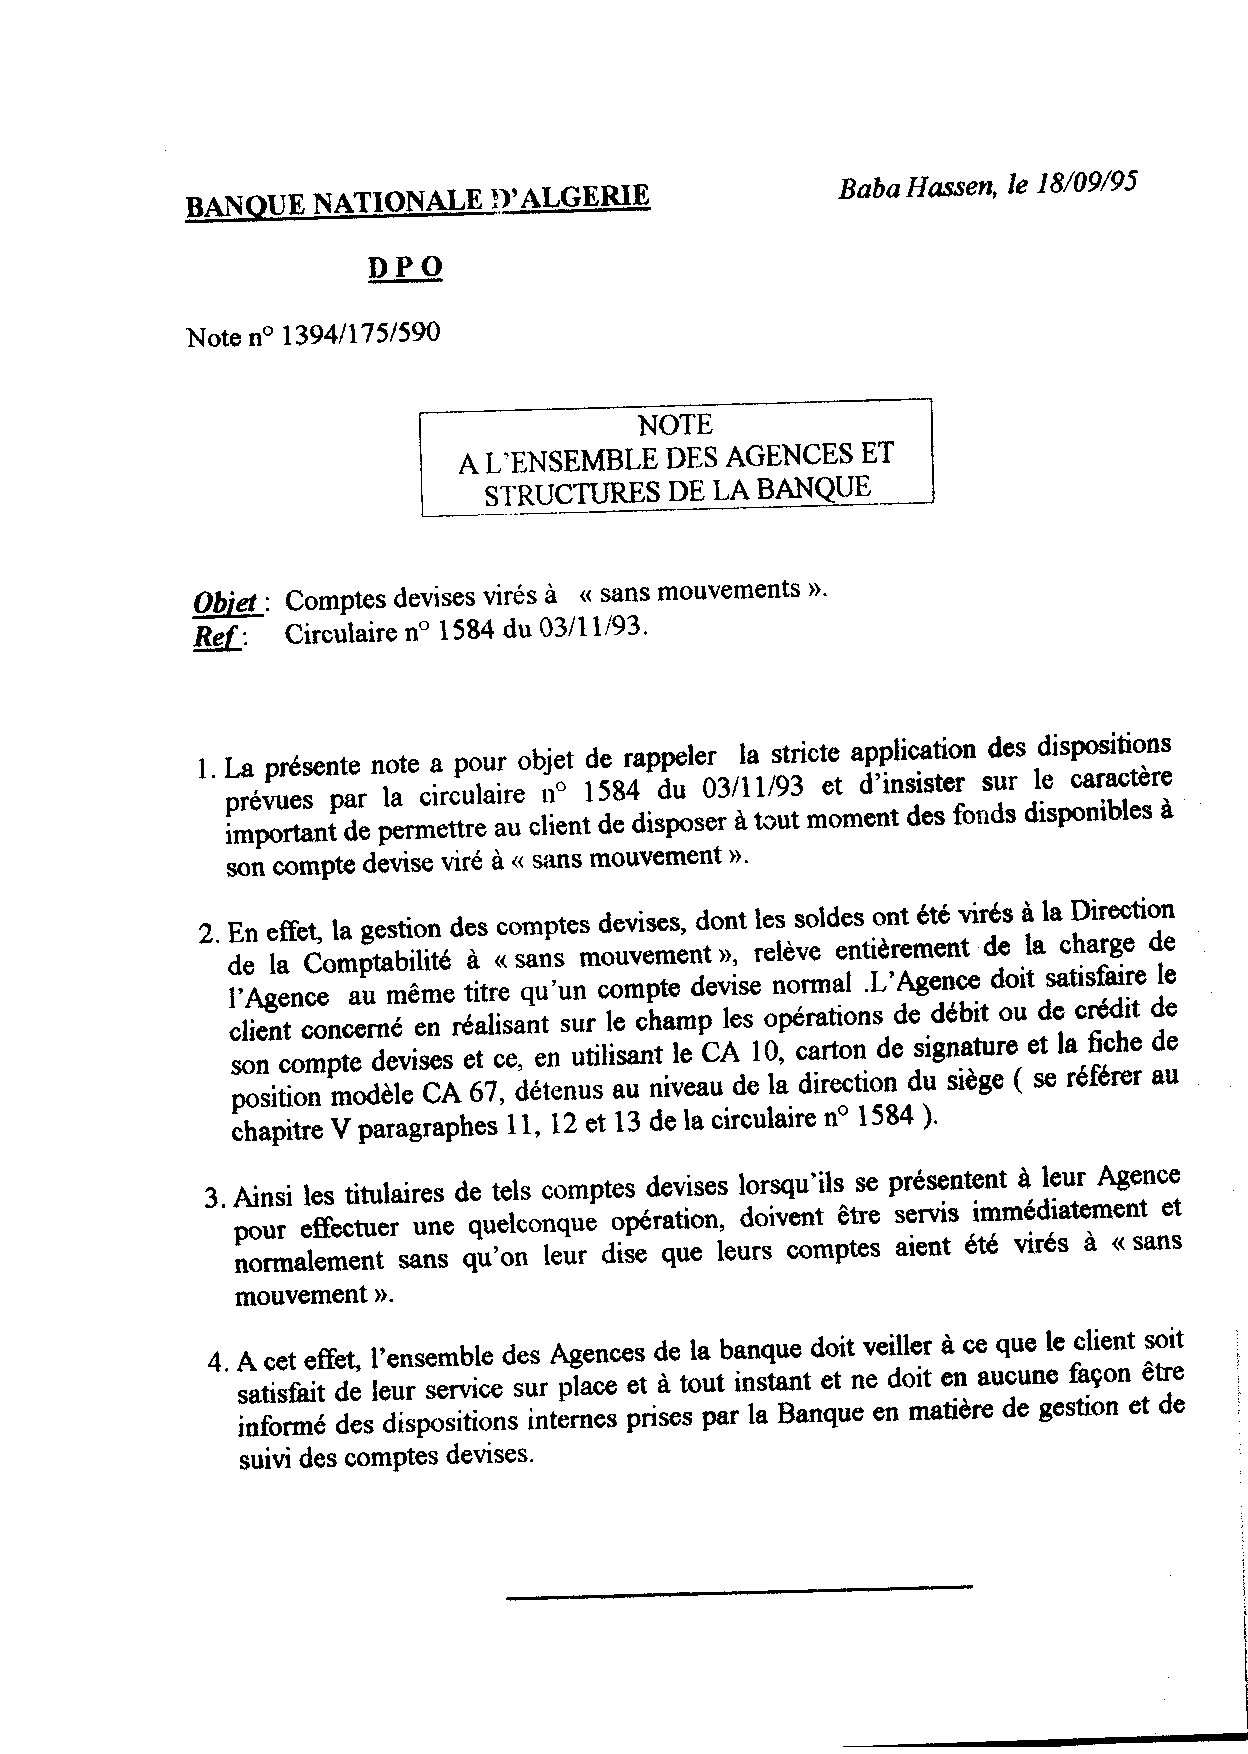 BANQUE NATIONALE D'ALGERIE
Baba Hassen, le 18/09/95
D P O
Note n° 1394/175/590
NOTE
A L'ENSEMBLE DES AGENCES ET
STRUCTURES DE LA BANQUE
Objet : Comptes devises virés à « sans mouvements ».
Ref : Circulaire n° 1584 du 03/11/93.
1. La présente note a pour objet de rappeler la stricte application des dispositions
prévues par la circulaire n° 1584 du 03/11/93 et d'insister sur le caractère
important de permettre au client de disposer à tout moment des fonds disponibles à
son compte devise viré à « sans mouvement ».
2. En effet, la gestion des comptes devises, dont les soldes ont été virés à la Direction
de la Comptabilité à « sans mouvement », relève entièrement de la charge de
l'Agence au même titre qu'un compte devise normal .L'Agence doit satisfaire le
client concerné en réalisant sur le champ les opérations de débit ou de crédit de
son compte devises et ce, en utilisant le CA 10, carton de signature et la fiche de
position modèle CA 67, détenus au niveau de la direction du siège ( se référer au
chapitre V paragraphes 11, 12 et 13 de la circulaire n° 1584 ).
3. Ainsi les titulaires de tels comptes devises lorsqu'ils se présentent à leur Agence
pour effectuer une quelconque opération, doivent être servis immédiatement et
normalement sans qu'on leur dise que leurs comptes aient été virés à « sans
mouvement ».
4. A cet effet, l'ensemble des Agences de la banque doit veiller à ce que le client soit
satisfait de leur service sur place et à tout instant et ne doit en aucune façon être
informé des dispositions internes prises par la Banque en matière de gestion et de
suivi des comptes devises.